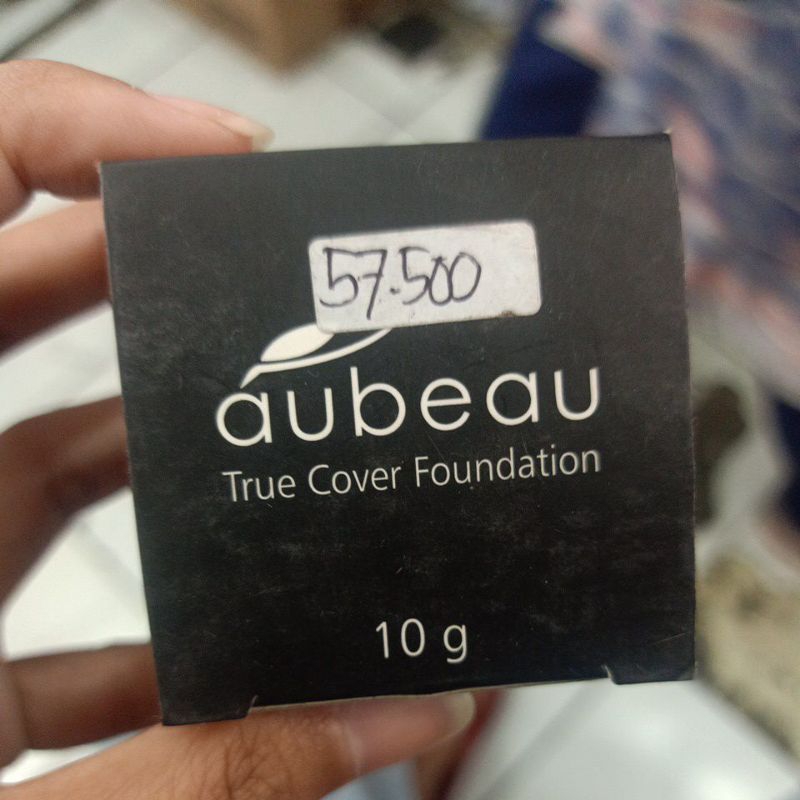 57.500
aubeau
True Cover Foundation
10 g